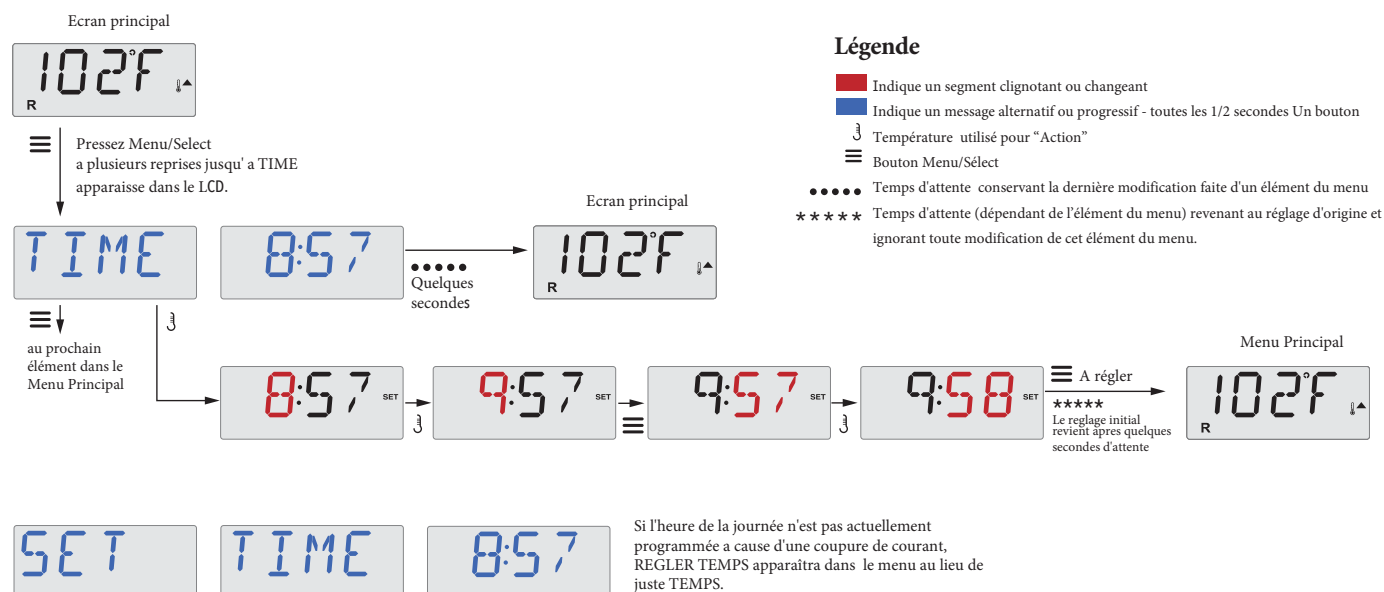 Ecran principal
102°F
R
Pressez Menu/Select
a plusieurs reprises jusqu' a TIME
apparaisse dans le LCD.
Légende
Indique un segment clignotant ou changeant
Indique un message alternatif ou progressif - toutes les 1/2 secondes Un bouton
Température utilisé pour "Action"
Bouton Menu/Sélect
••••• Temps d'attente conservant la dernière modification faite d'un élément du menu
***** Temps d'attente (dépendant de l'élément du menu) revenant au réglage d'origine et
ignorant toute modification de cet élément du menu.
TIME
8:57
•••••
Quelques
secondes
Ecran principal
102°F
R
au prochain
élément dans le
Menu Principal
8:57 SET
9:57 SET
9:57 SET
9:58 SET
A régler
*****
Le reglage initial
revient apres quelques
secondes d'attente
Menu Principal
102°F
R
SET
TIME
8:57
Si l'heure de la journée n'est pas actuellement
programmée a cause d'une coupure de courant,
REGLER TEMPS apparaîtra dans le menu au lieu de
juste TEMPS.